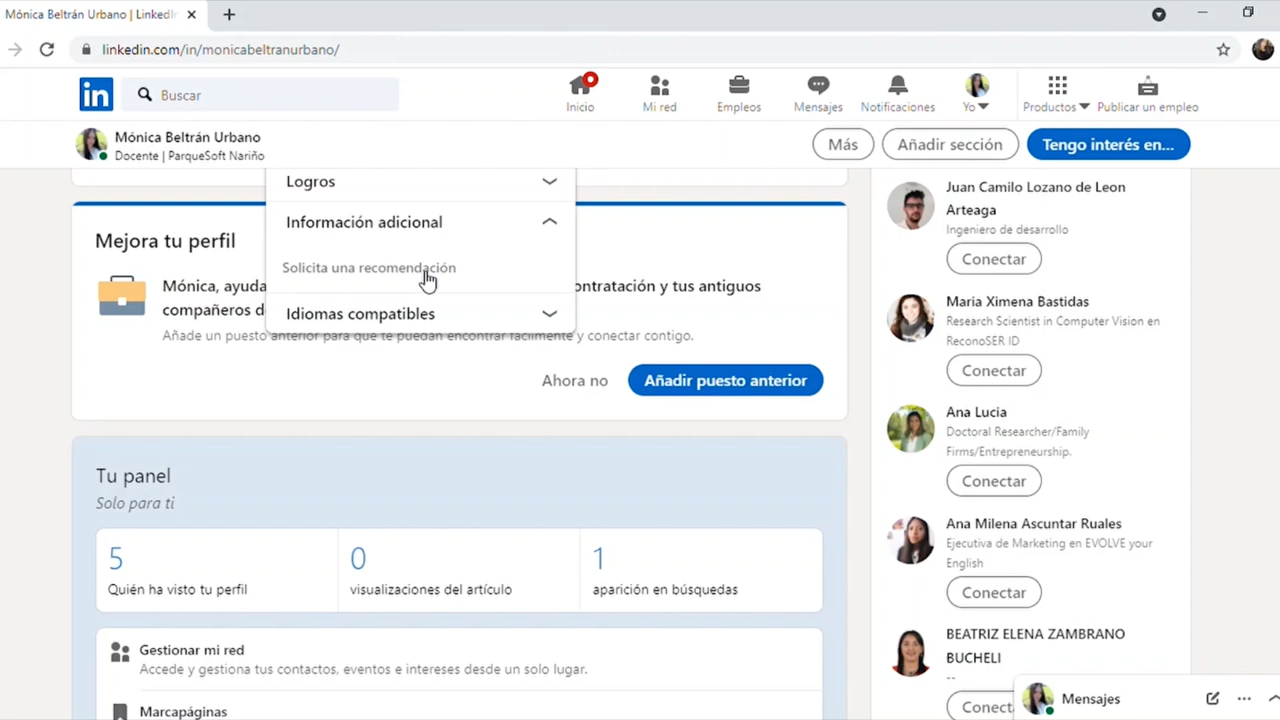 Mónica Beltrán Urbano | LinkedIn
linkedin.com/in/monicabeltranurbano/
in
Buscar
Inicio
Mi red
Empleos
Mensajes
Notificaciones
Yo
Productos
Publicar un empleo
Mónica Beltrán Urbano
Docente | ParqueSoft Nariño
Más
Añadir sección
Tengo interés en...
Logros
Información adicional
Solicita una recomendación
Idiomas compatibles
Mejora tu perfil
Mónica, ayuda ontratación y tus antiguos
compañeros d
Añade un puesto anterior para que te puedan encontrar fácilmente y conectar contigo.
Ahora no
Añadir puesto anterior
Tu panel
Solo para ti
5
Quién ha visto tu perfil
0
visualizaciones del artículo
1
aparición en búsquedas
Gestionar mi red
Accede y gestiona tus contactos, eventos e intereses desde un solo lugar.
Marcapáginas
Juan Camilo Lozano de Leon
Arteaga
Ingeniero de desarrollo
Conectar
Maria Ximena Bastidas
Research Scientist in Computer Vision en
ReconoSER ID
Conectar
Ana Lucia
Doctoral Researcher/Family
Firms/Entrepreneurship.
Conectar
Ana Milena Ascuntar Ruales
Ejecutiva de Marketing en EVOLVE your
English
Conectar
BEATRIZ ELENA ZAMBRANO
BUCHELI
--
Conect
Mensajes